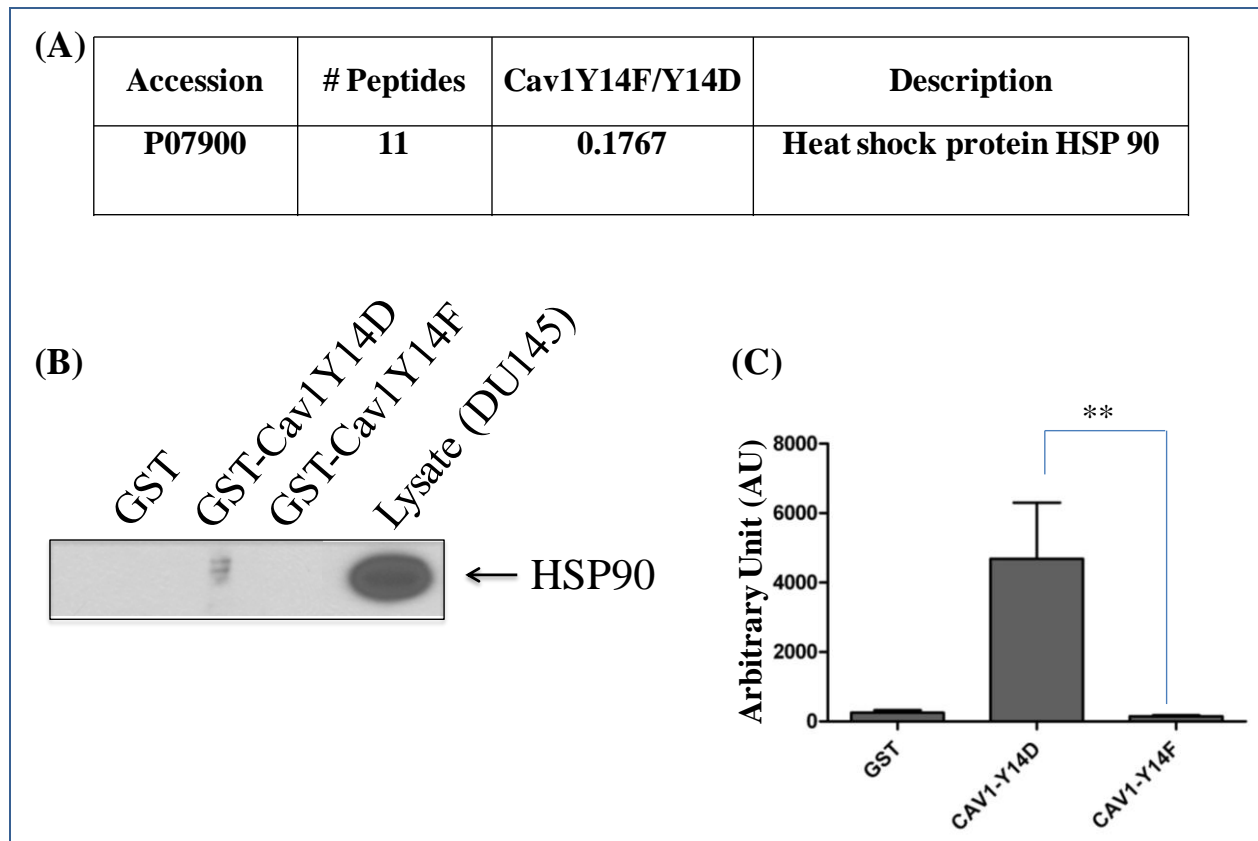 (A)
Accession # Peptides Cav1Y14F/Y14D Description
P07900 11 0.1767 Heat shock protein HSP 90
(B)
GST
GST-Cav1Y14D
GST-Cav1Y14F
Lysate (DU145)
HSP90
(C)
**
Arbitrary Unit (AU)
8000
6000
4000
2000
0
GST
CAV1-Y14D
CAV1-Y14F